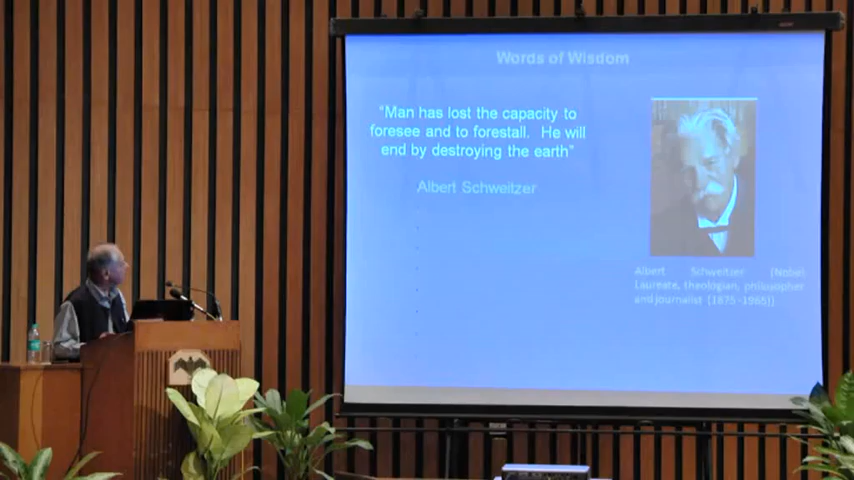 Words of Wisdom
"Man has lost the capacity to
foresee and to forestall. He will
end by destroying the earth"
Albert Schweitzer
Albert Schweitzer (Nobel
Laureate, theologian, philosopher
and journalist (1875-1965))